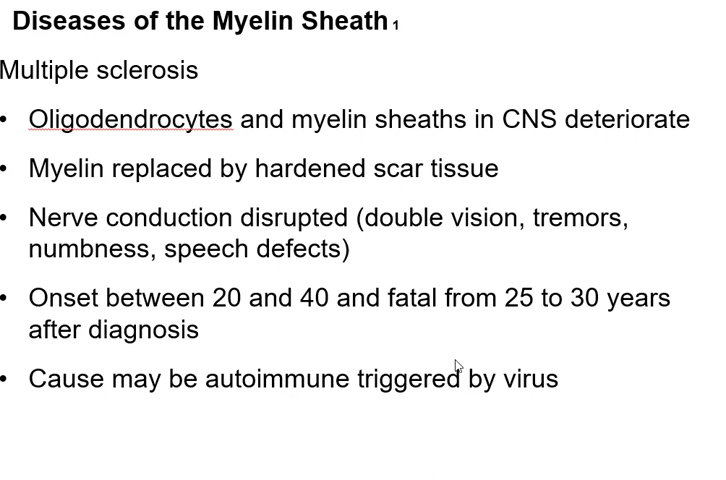 Diseases of the Myelin Sheath 1
Multiple sclerosis
• Oligodendrocytes and myelin sheaths in CNS deteriorate
• Myelin replaced by hardened scar tissue
• Nerve conduction disrupted (double vision, tremors,
numbness, speech defects)
• Onset between 20 and 40 and fatal from 25 to 30 years
after diagnosis
• Cause may be autoimmune triggered by virus